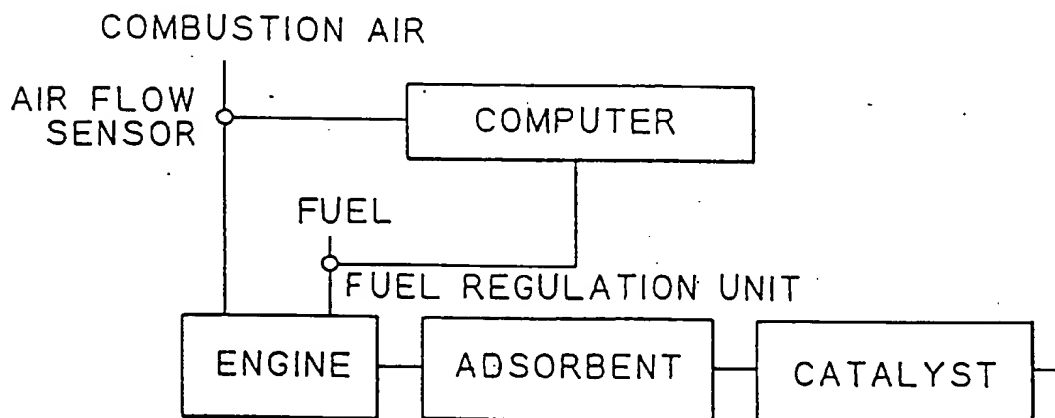 COMBUSTION AIR
AIR FLOW
SENSOR
COMPUTER
FUEL
FUEL REGULATION UNIT
ENGINE
ADSORBENT
CATALYST